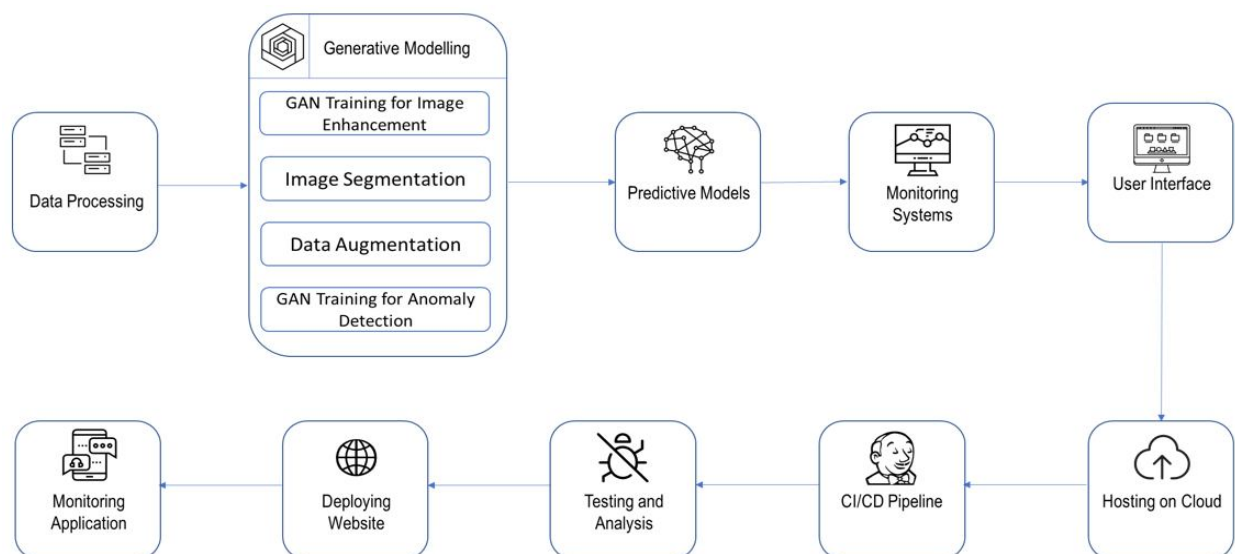 Generative Modelling
GAN Training for Image
Enhancement
Image Segmentation
Data Augmentation
GAN Training for Anomaly
Detection
Data Processing
Predictive Models
Monitoring
Systems
User Interface
Monitoring
Application
Deploying
Website
Testing and
Analysis
CI/CD Pipeline
Hosting on Cloud